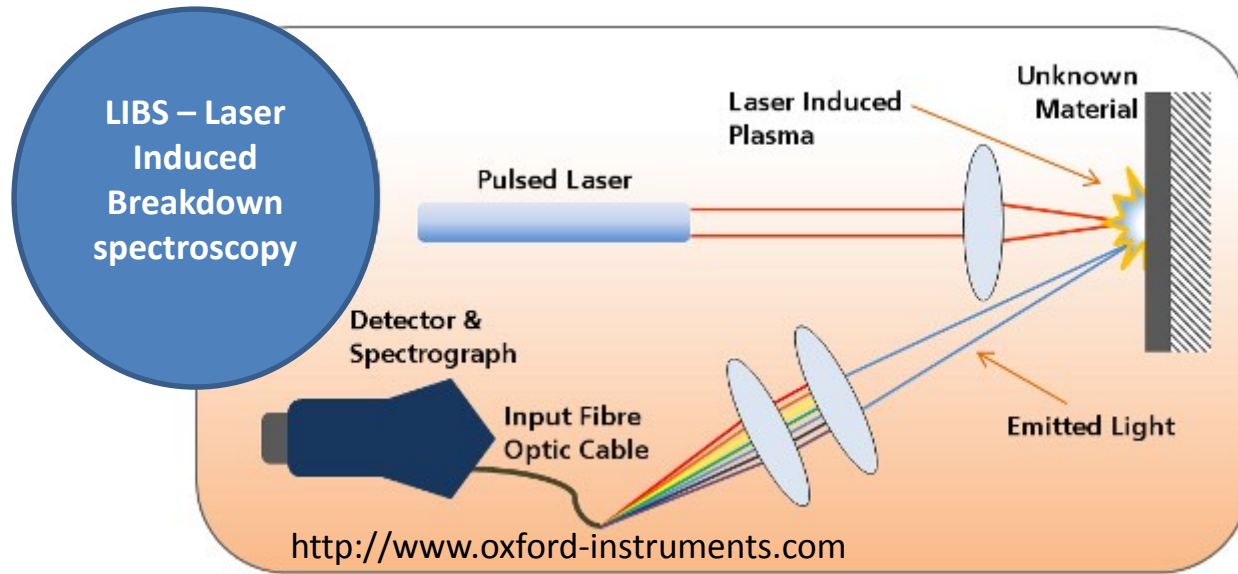 LIBS – Laser
Induced
Breakdown
spectroscopy
Unknown
Material
Laser Induced
Plasma
Pulsed Laser
Detector &
Spectrograph
Input Fibre
Optic Cable
Emitted Light
http://www.oxford-instruments.com